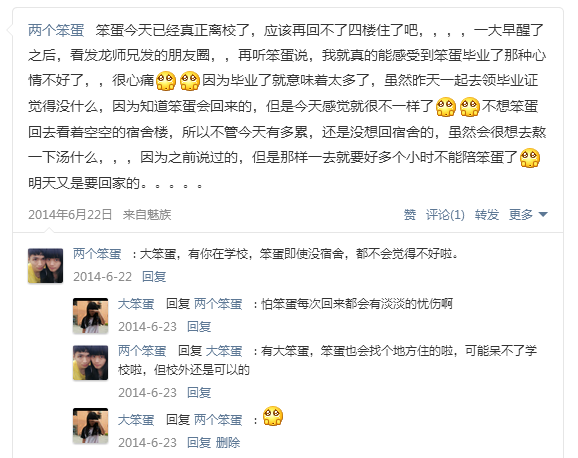 两个笨蛋 笨蛋今天已经真正离校了，应该再回不了四楼住了吧，，，，一大早醒了
之后，看发龙师兄发的朋友圈，，再听笨蛋说，我就真的能感受到笨蛋毕业了那种心
情不好了，，很心痛因为毕业了就意味着太多了，虽然昨天一起去领毕业证
觉得没什么，因为知道笨蛋会回来的，但是今天感觉就很不一样了不想笨蛋
回去看着空空的宿舍楼，所以不管今天有多累，还是没想回宿舍的，虽然会很想去熬
一下汤什么，，，因为之前说过的，但是那样一去就要好多个小时不能陪笨蛋了
明天又是要回家的。。。。。
2014年6月22日 来自魅族 赞 评论(1) 转发 更多
两个笨蛋 ：大笨蛋，有你在学校，笨蛋即使没宿舍，都不会觉得不好啦。
2014-6-22 回复
大笨蛋 回复 两个笨蛋 ：怕笨蛋每次回来都会有淡淡的忧伤啊
2014-6-23 回复
两个笨蛋 回复 大笨蛋 ：有大笨蛋，笨蛋也会找个地方住的啦，可能呆不了学
校啦，但校外还是可以的
2014-6-23 回复
大笨蛋 回复 两个笨蛋 ：
2014-6-23 回复 删除